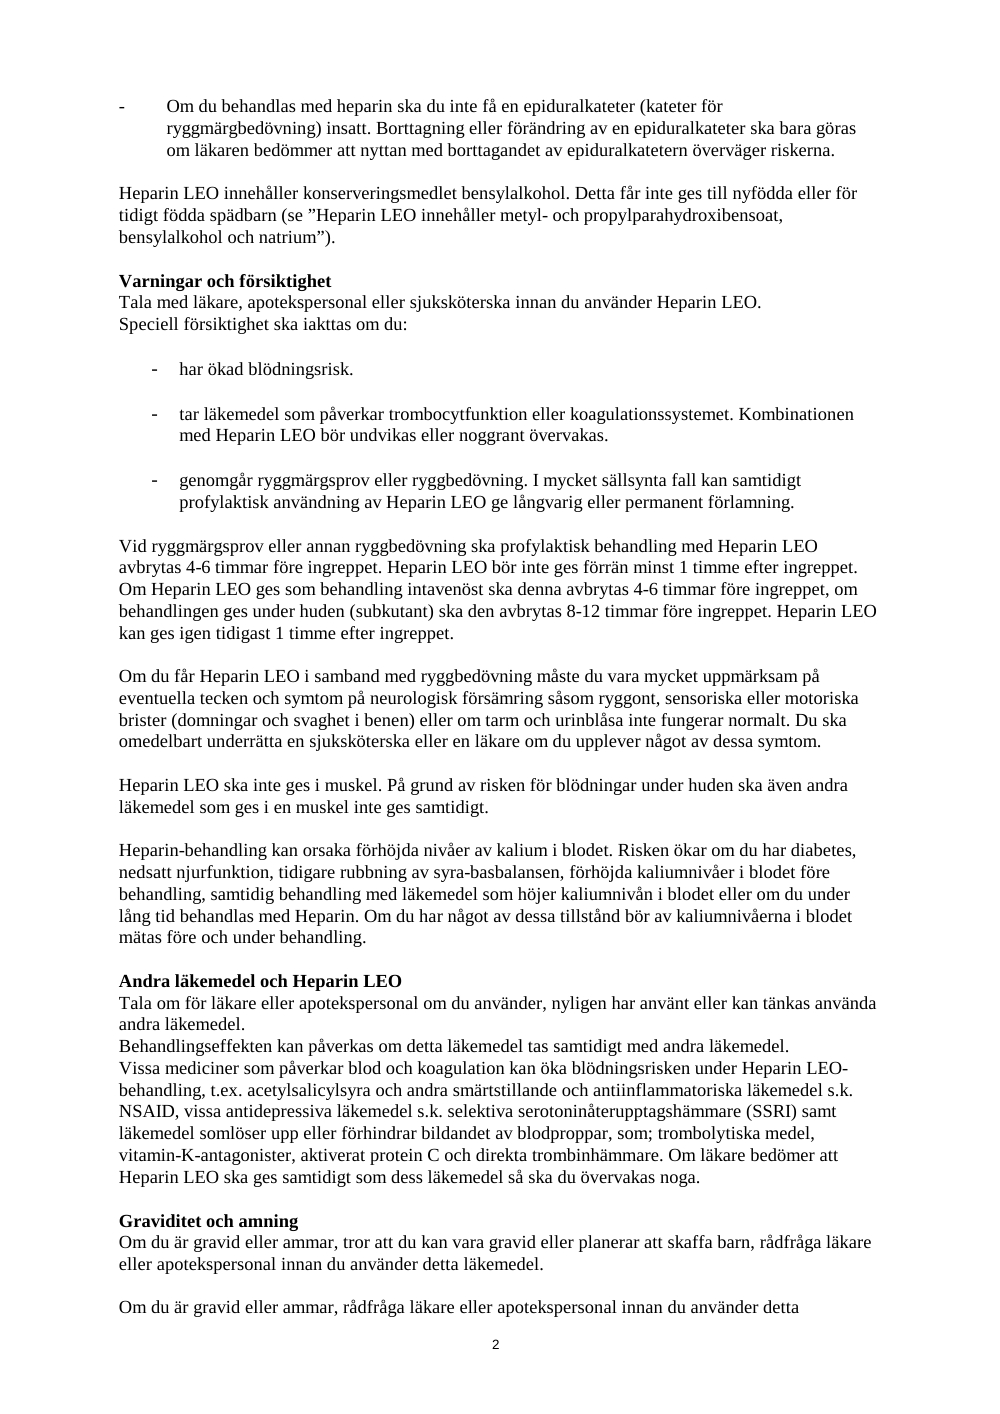 - Om du behandlas med heparin ska du inte få en epiduralkateter (kateter för
ryggmärgbedövning) insatt. Borttagning eller förändring av en epiduralkateter ska bara göras
om läkaren bedömmer att nyttan med borttagandet av epiduralkatetern överväger riskerna.
Heparin LEO innehåller konserveringsmedlet bensylalkohol. Detta får inte ges till nyfödda eller för
tidigt födda spädbarn (se ”Heparin LEO innehåller metyl- och propylparahydroxibensoat,
bensylalkohol och natrium”).
Varningar och försiktighet
Tala med läkare, apotekspersonal eller sjuksköterska innan du använder Heparin LEO.
Speciell försiktighet ska iakttas om du:
- har ökad blödningsrisk.
- tar läkemedel som påverkar trombocytfunktion eller koagulationssystemet. Kombinationen
med Heparin LEO bör undvikas eller noggrant övervakas.
- genomgår ryggmärgsprov eller ryggbedövning. I mycket sällsynta fall kan samtidigt
profylaktisk användning av Heparin LEO ge långvarig eller permanent förlamning.
Vid ryggmärgsprov eller annan ryggbedövning ska profylaktisk behandling med Heparin LEO
avbrytas 4-6 timmar före ingreppet. Heparin LEO bör inte ges förrän minst 1 timme efter ingreppet.
Om Heparin LEO ges som behandling intavenöst ska denna avbrytas 4-6 timmar före ingreppet, om
behandlingen ges under huden (subkutant) ska den avbrytas 8-12 timmar före ingreppet. Heparin LEO
kan ges igen tidigast 1 timme efter ingreppet.
Om du får Heparin LEO i samband med ryggbedövning måste du vara mycket uppmärksam på
eventuella tecken och symtom på neurologisk försämring såsom ryggont, sensoriska eller motoriska
brister (domningar och svaghet i benen) eller om tarm och urinblåsa inte fungerar normalt. Du ska
omedelbart underrätta en sjuksköterska eller en läkare om du upplever något av dessa symtom.
Heparin LEO ska inte ges i muskel. På grund av risken för blödningar under huden ska även andra
läkemedel som ges i en muskel inte ges samtidigt.
Heparin-behandling kan orsaka förhöjda nivåer av kalium i blodet. Risken ökar om du har diabetes,
nedsatt njurfunktion, tidigare rubbning av syra-basbalansen, förhöjda kaliumnivåer i blodet före
behandling, samtidig behandling med läkemedel som höjer kaliumnivån i blodet eller om du under
lång tid behandlas med Heparin. Om du har något av dessa tillstånd bör av kaliumnivåerna i blodet
mätas före och under behandling.
Andra läkemedel och Heparin LEO
Tala om för läkare eller apotekspersonal om du använder, nyligen har använt eller kan tänkas använda
andra läkemedel.
Behandlingseffekten kan påverkas om detta läkemedel tas samtidigt med andra läkemedel.
Vissa mediciner som påverkar blod och koagulation kan öka blödningsrisken under Heparin LEO-
behandling, t.ex. acetylsalicylsyra och andra smärtstillande och antiinflammatoriska läkemedel s.k.
NSAID, vissa antidepressiva läkemedel s.k. selektiva serotoninåterupptagshämmare (SSRI) samt
läkemedel somlöser upp eller förhindrar bildandet av blodproppar, som; trombolytiska medel,
vitamin-K-antagonister, aktiverat protein C och direkta trombinhämmare. Om läkare bedömer att
Heparin LEO ska ges samtidigt som dess läkemedel så ska du övervakas noga.
Graviditet och amning
Om du är gravid eller ammar, tror att du kan vara gravid eller planerar att skaffa barn, rådfråga läkare
eller apotekspersonal innan du använder detta läkemedel.
Om du är gravid eller ammar, rådfråga läkare eller apotekspersonal innan du använder detta
2